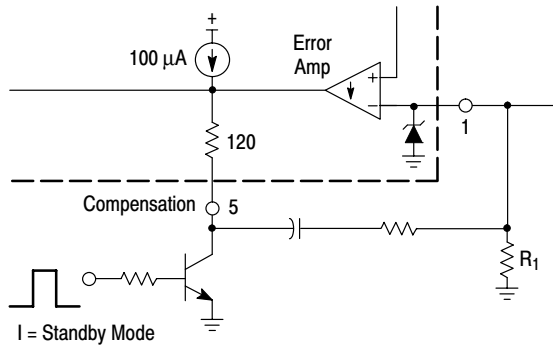 +
100 μA
Error
Amp
+
−
1
120
Compensation
5
R1
I = Standby Mode